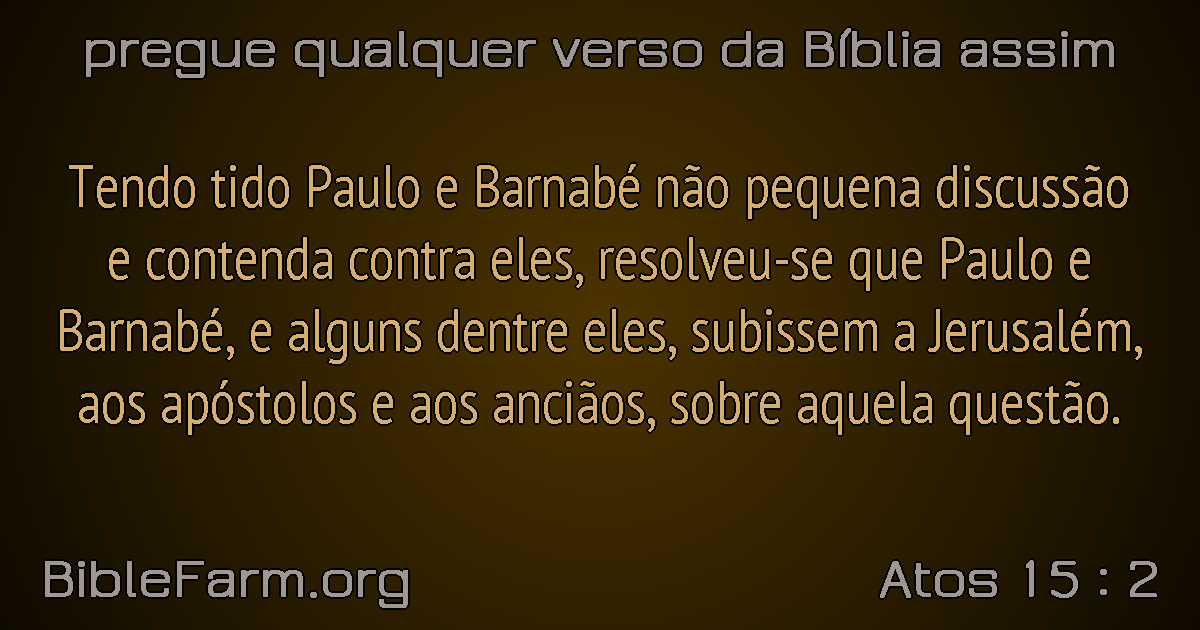 pregue qualquer verso da Bíblia assim
Tendo tido Paulo e Barnabé não pequena discussão
e contenda contra eles, resolveu-se que Paulo e
Barnabé, e alguns dentre eles, subissem a Jerusalém,
aos apóstolos e aos anciãos, sobre aquela questão.
BibleFarm.org
Atos 15 : 2